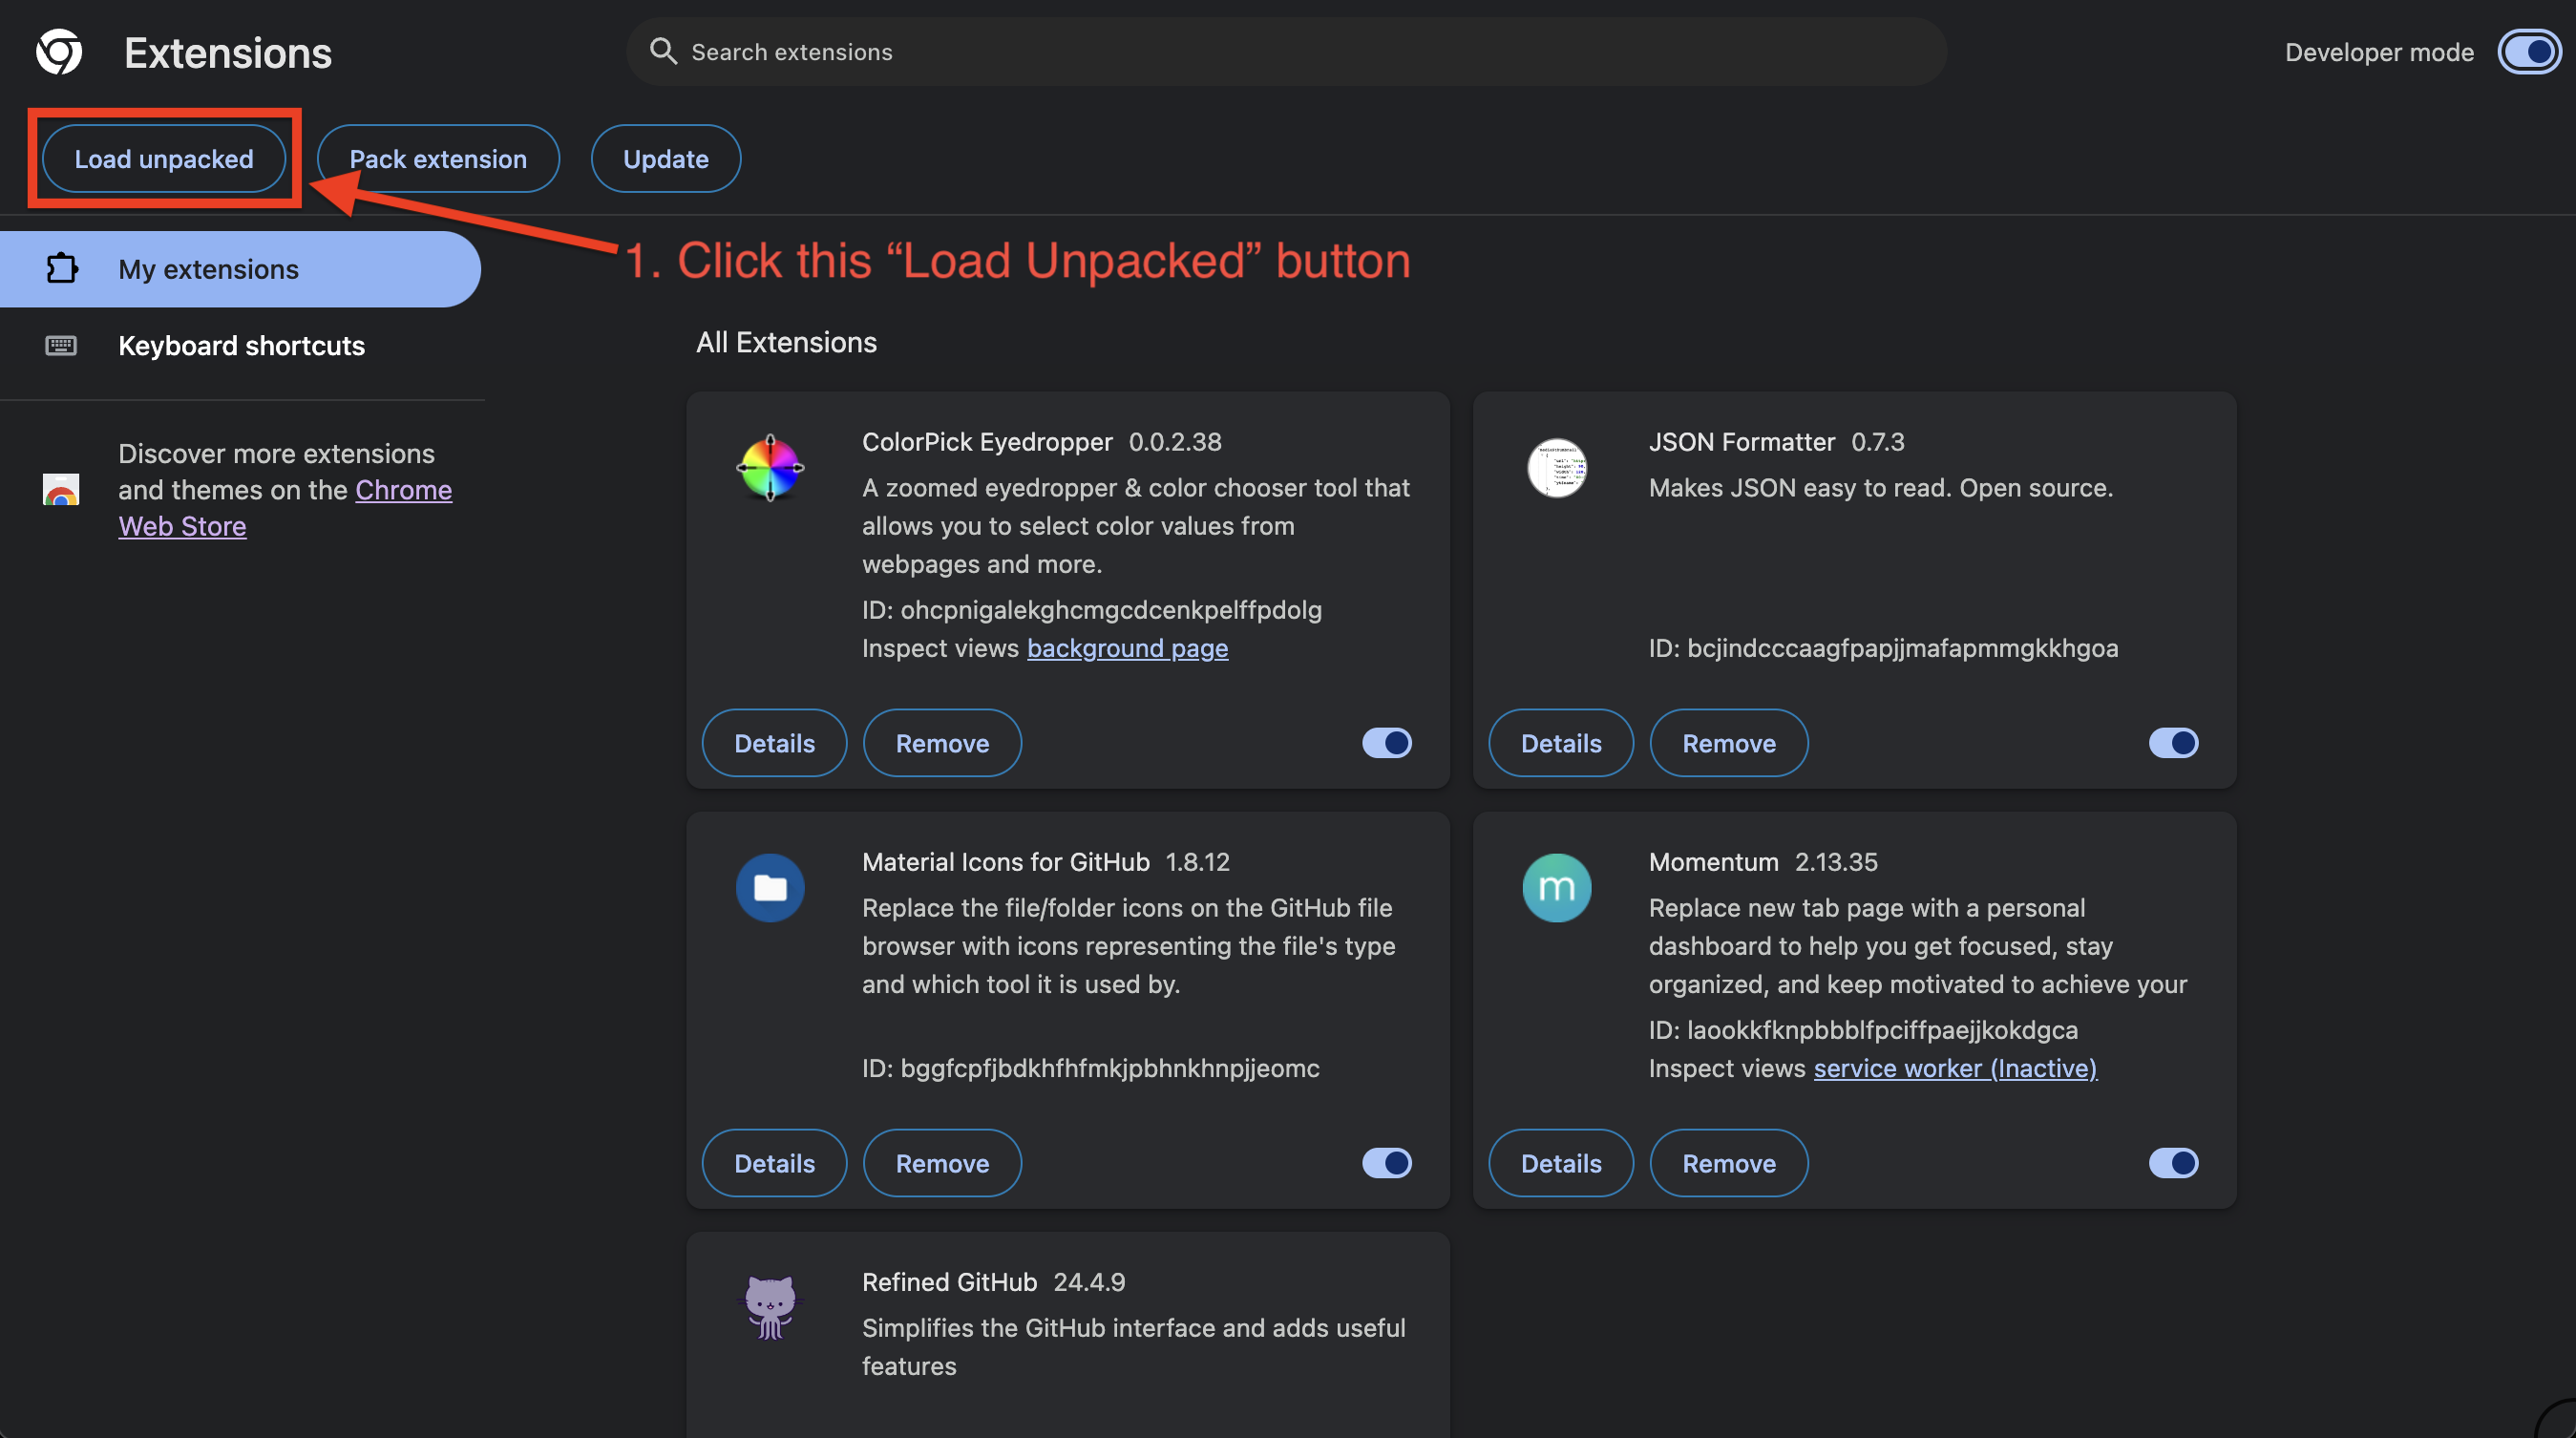 Extensions
Search extensions
Developer mode
Load unpacked
Pack extension
Update
1. Click this “Load Unpacked” button
My extensions
Keyboard shortcuts
Discover more extensions
and themes on the Chrome
Web Store
All Extensions
ColorPick Eyedropper 0.0.2.38
A zoomed eyedropper & color chooser tool that
allows you to select color values from
webpages and more.
ID: ohcpnigalekghcmgcdcenkpelffpdolg
Inspect views background page
Details
Remove
JSON Formatter 0.7.3
Makes JSON easy to read. Open source.
ID: bcjindcccaagfpapjjmafapmmgkkhgoa
Details
Remove
Material Icons for GitHub 1.8.12
Replace the file/folder icons on the GitHub file
browser with icons representing the file's type
and which tool it is used by.
ID: bggfcpfjbdkhfhfmkjpbhnkhnpjjeomc
Details
Remove
m
Momentum 2.13.35
Replace new tab page with a personal
dashboard to help you get focused, stay
organized, and keep motivated to achieve your
ID: laookkfknpbbblfpciffpaejjkokdgca
Inspect views service worker (Inactive)
Details
Remove
Refined GitHub 24.4.9
Simplifies the GitHub interface and adds useful
features